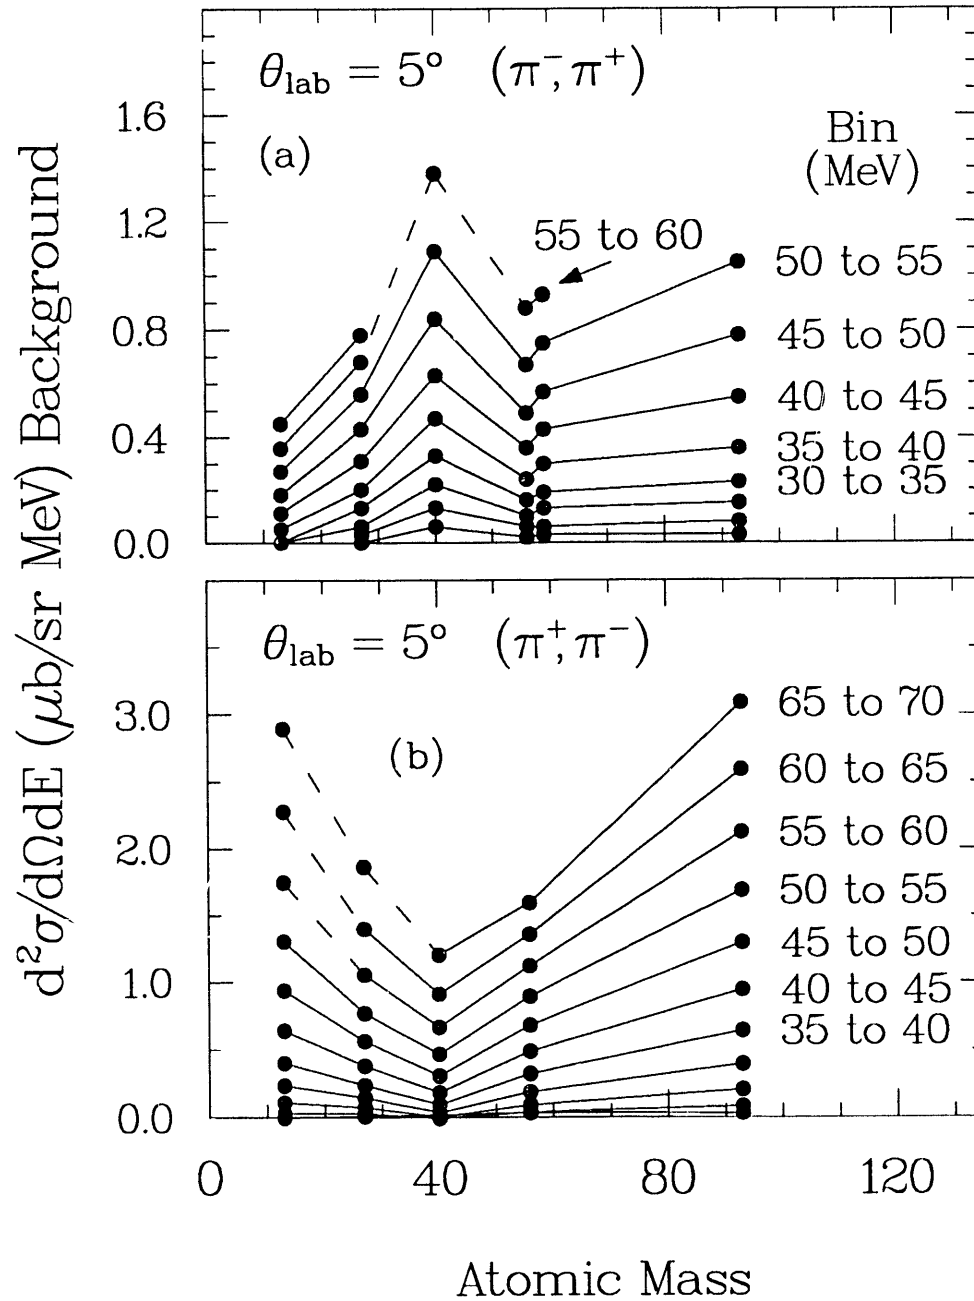 θlab = 5° (π⁻, π⁺)
(a)
Bin
(MeV)
1.6
1.2
0.8
0.4
0.0
55 to 60
50 to 55
45 to 50
40 to 45
35 to 40
30 to 35
d²σ/dΩdE (μb/sr MeV) Background
θlab = 5° (π⁺, π⁻)
(b)
3.0
2.0
1.0
0.0
65 to 70
60 to 65
55 to 60
50 to 55
45 to 50
40 to 45
35 to 40
0 40 80 120
Atomic Mass